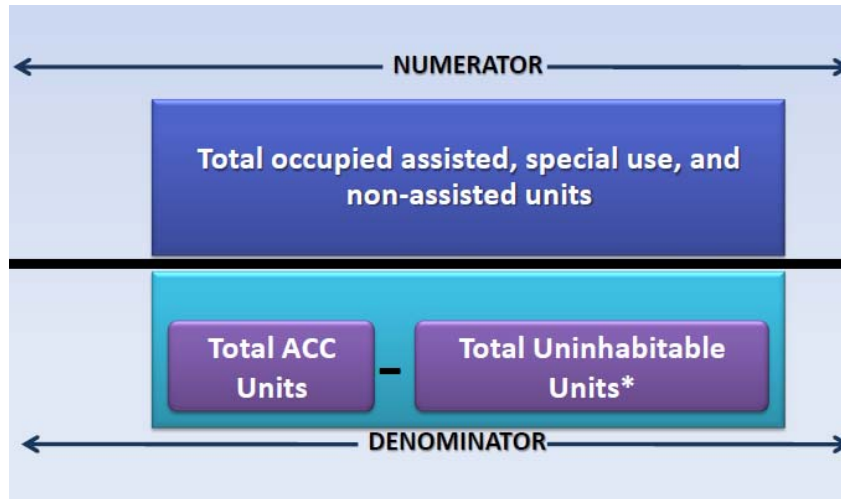 NUMERATOR
Total occupied assisted, special use, and
non-assisted units
Total ACC
Units
-
Total Uninhabitable
Units*
DENOMINATOR